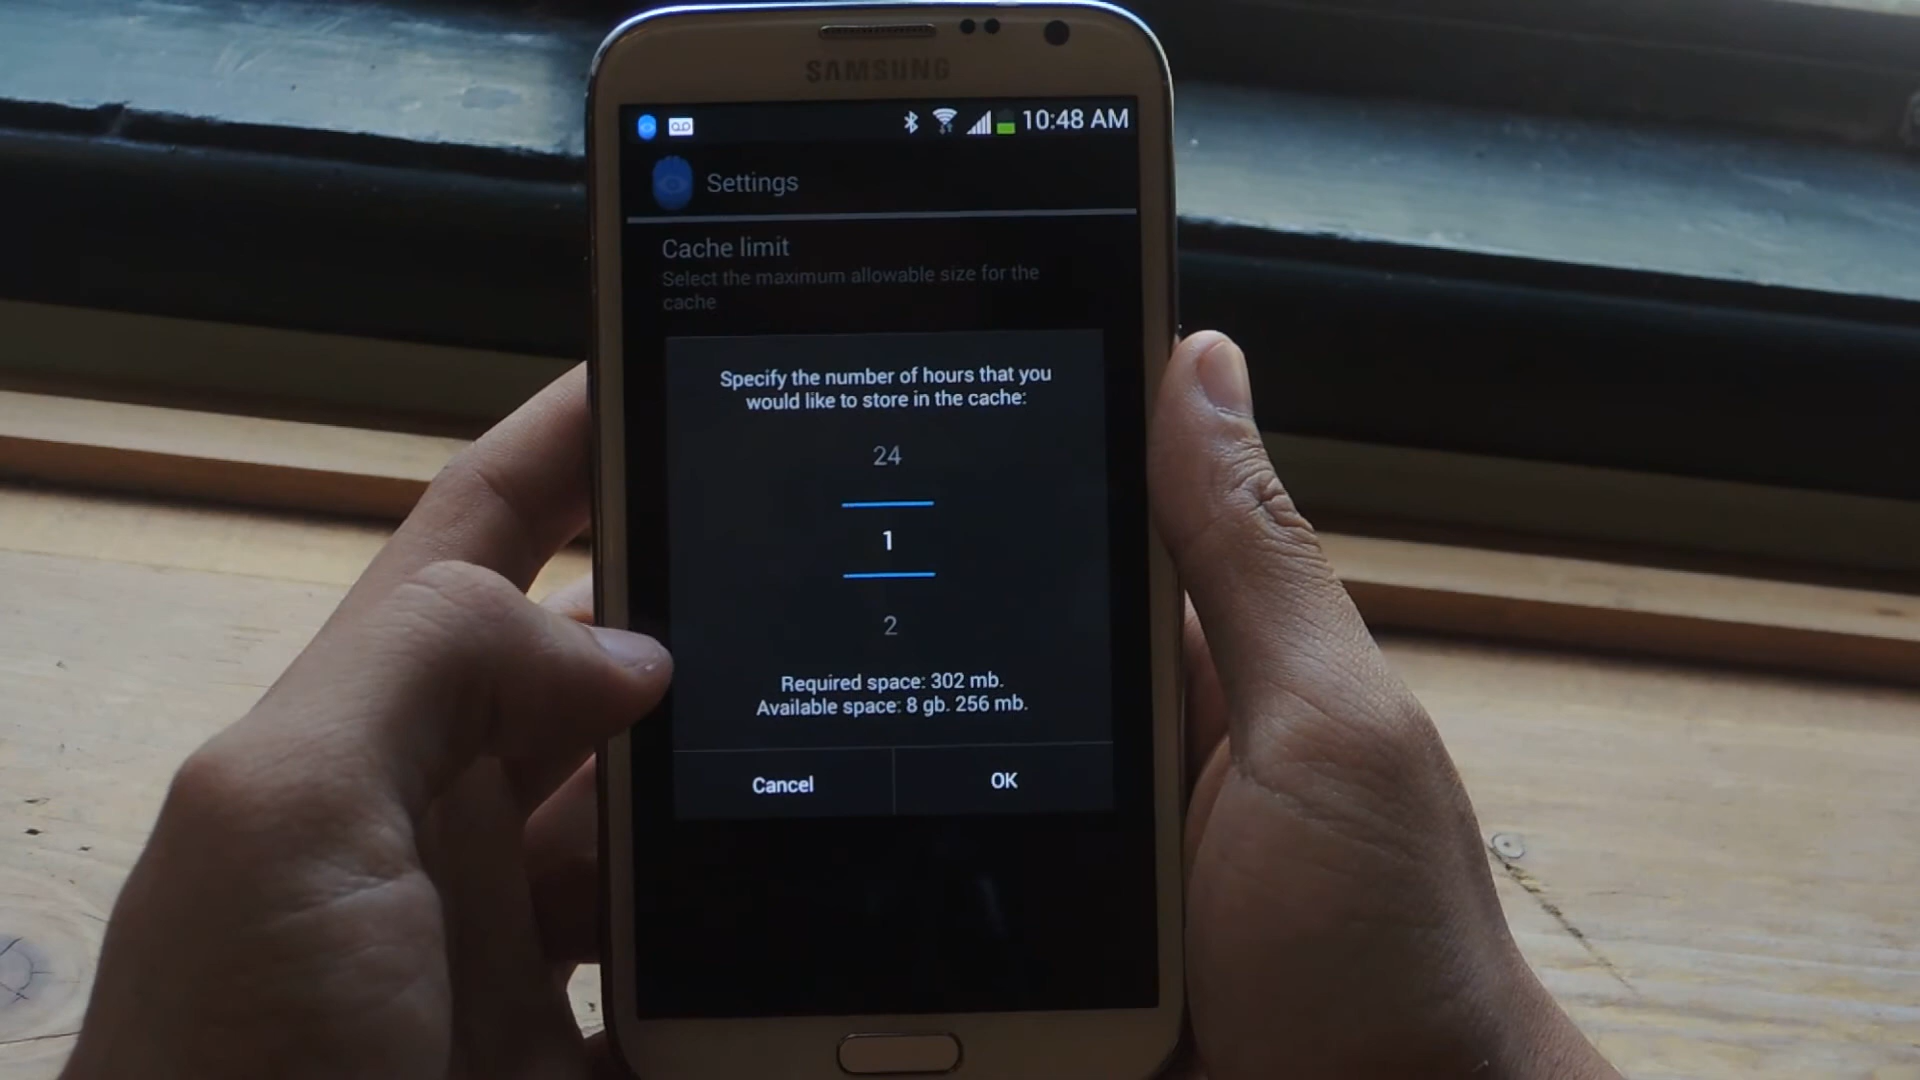 SAMSUNG
10:48 AM
Settings
Cache limit
Select the maximum allowable size for the
cache
Specify the number of hours that you
would like to store in the cache:
24
1
2
Required space: 302 mb.
Available space: 8 gb. 256 mb.
Cancel
OK